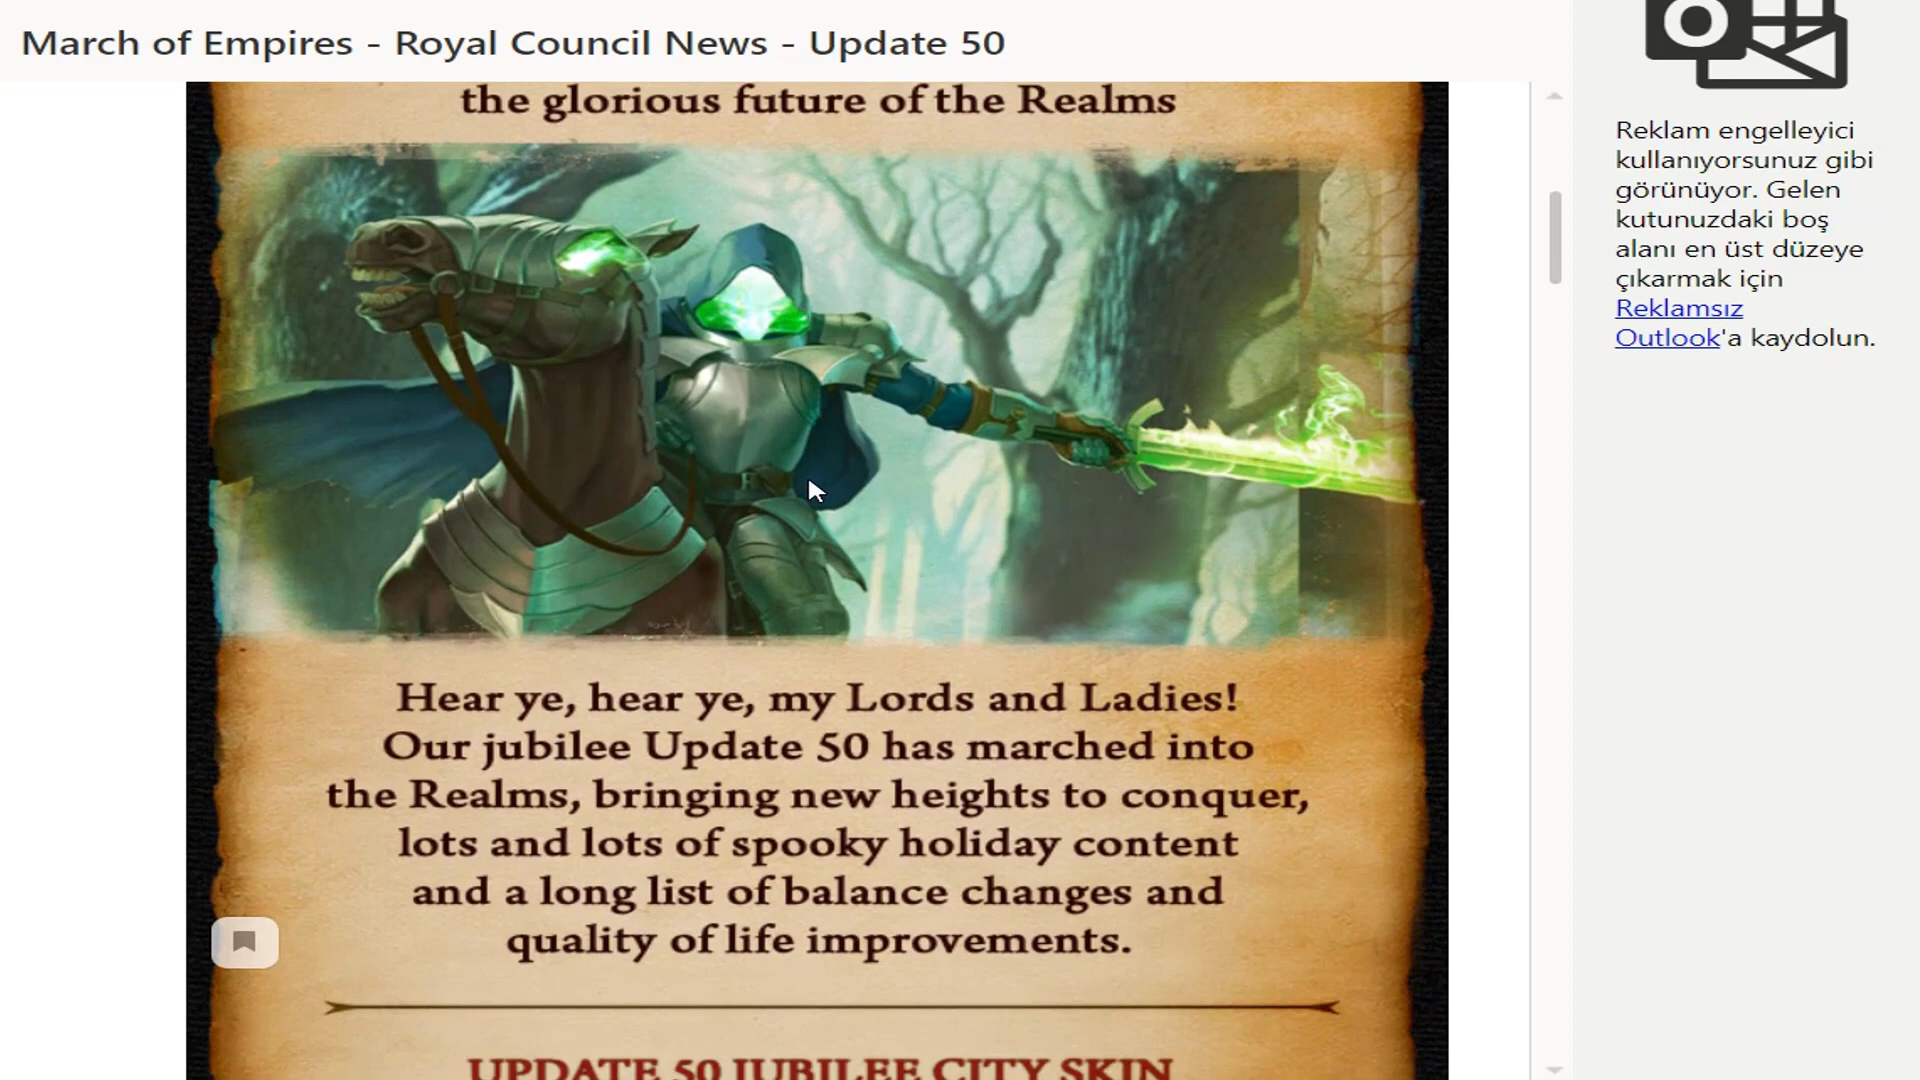 March of Empires - Royal Council News - Update 50
the glorious future of the Realms
Hear ye, hear ye, my Lords and Ladies!
Our jubilee Update 50 has marched into
the Realms, bringing new heights to conquer,
lots and lots of spooky holiday content
and a long list of balance changes and
quality of life improvements.
UPDATE 50 JUBILEE CITY SKIN
Reklam engelleyici
kullanıyorsunuz gibi
görünüyor. Gelen
kutunuzdaki boş
alanı en üst düzeye
çıkarmak için
Reklamsız
Outlook'a kaydolun.